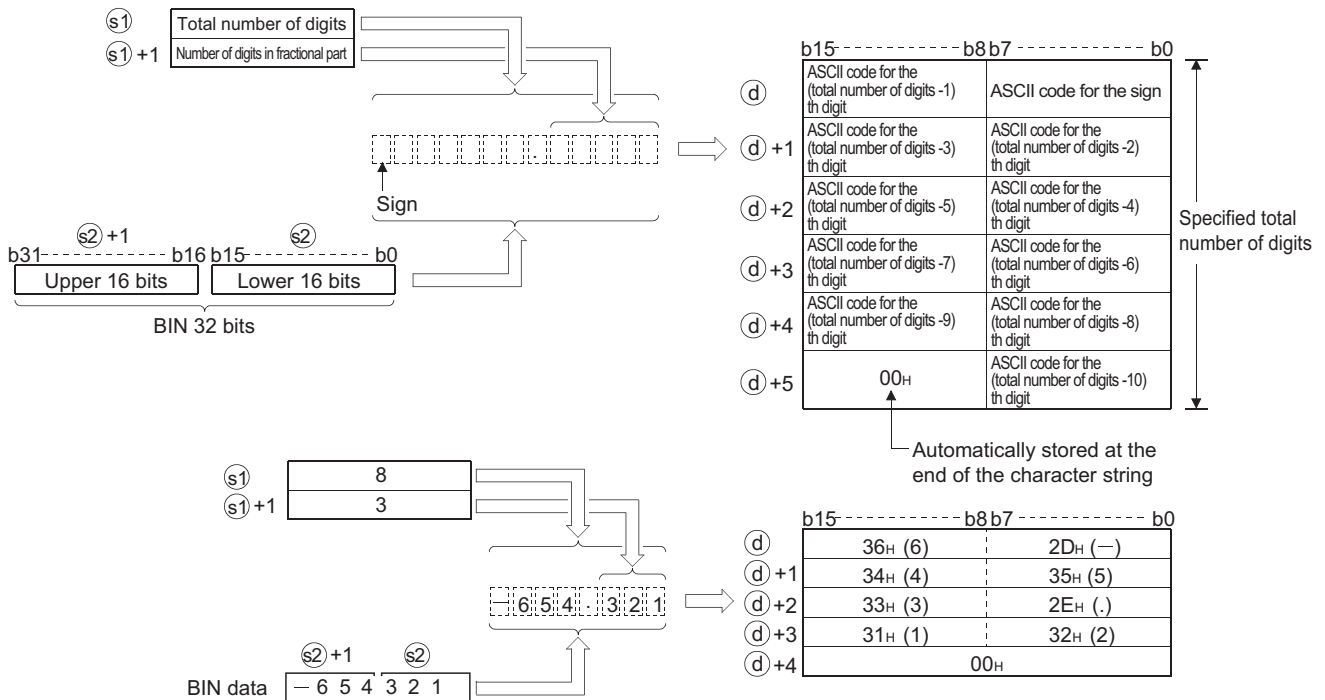 s1 Total number of digits
s1 +1 Number of digits in fractional part
.
Sign
s2 +1 s2
b31 b16 b15 b0
Upper 16 bits Lower 16 bits
BIN 32 bits
b15 b8 b7 b0
d ASCII code for the (total number of digits -1) th digit ASCII code for the sign
d +1 ASCII code for the (total number of digits -3) th digit ASCII code for the (total number of digits -2) th digit
d +2 ASCII code for the (total number of digits -5) th digit ASCII code for the (total number of digits -4) th digit
d +3 ASCII code for the (total number of digits -7) th digit ASCII code for the (total number of digits -6) th digit
d +4 ASCII code for the (total number of digits -9) th digit ASCII code for the (total number of digits -8) th digit
d +5 00H ASCII code for the (total number of digits -10) th digit
Specified total
number of digits
Automatically stored at the
end of the character string
s1 8
s1 +1 3
− 6 5 4 . 3 2 1
s2 +1 s2
BIN data − 6 5 4 3 2 1
b15 b8 b7 b0
d 36H (6) 2DH (−)
d +1 34H (4) 35H (5)
d +2 33H (3) 2EH (.)
d +3 31H (1) 32H (2)
d +4 00H